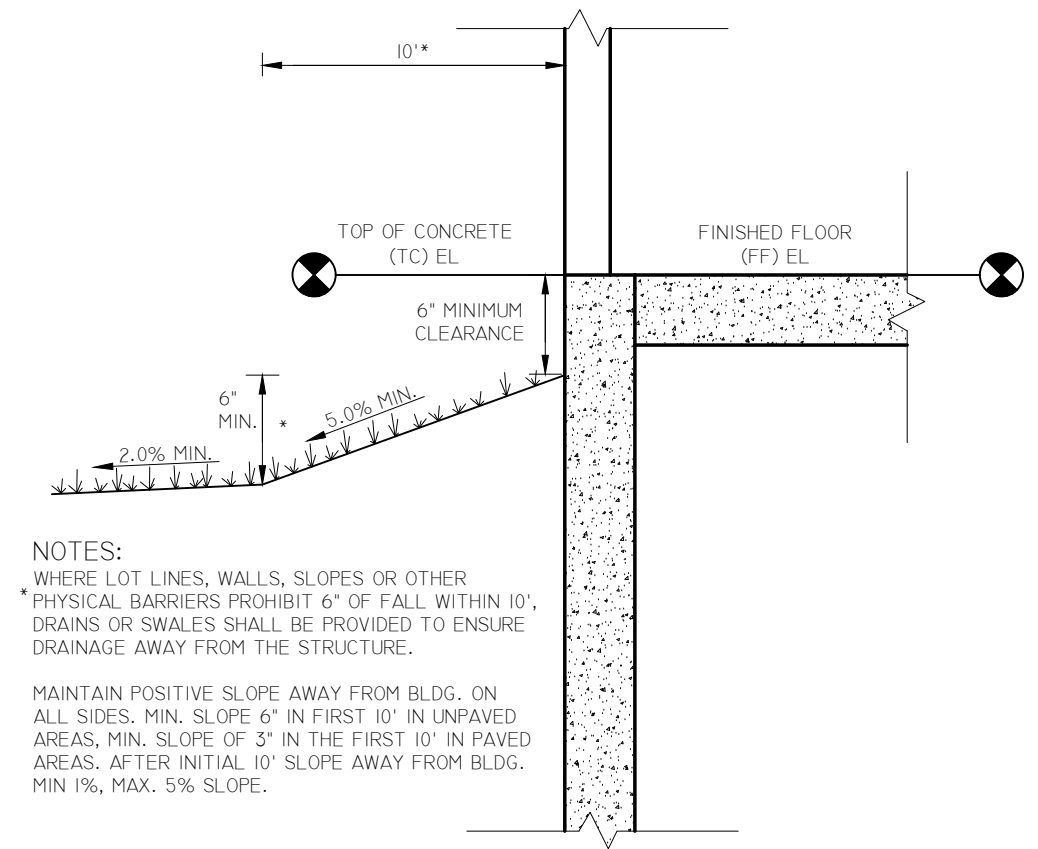 10'*
TOP OF CONCRETE
(TC) EL
FINISHED FLOOR
(FF) EL
6" MINIMUM
CLEARANCE
6"
MIN.
*
5.0% MIN.
2.0% MIN.
NOTES:
WHERE LOT LINES, WALLS, SLOPES OR OTHER
* PHYSICAL BARRIERS PROHIBIT 6" OF FALL WITHIN 10',
DRAINS OR SWALES SHALL BE PROVIDED TO ENSURE
DRAINAGE AWAY FROM THE STRUCTURE.
MAINTAIN POSITIVE SLOPE AWAY FROM BLDG. ON
ALL SIDES. MIN. SLOPE 6" IN FIRST 10' IN UNPAVED
AREAS, MIN. SLOPE OF 3" IN THE FIRST 10' IN PAVED
AREAS. AFTER INITIAL 10' SLOPE AWAY FROM BLDG.
MIN 1%, MAX. 5% SLOPE.